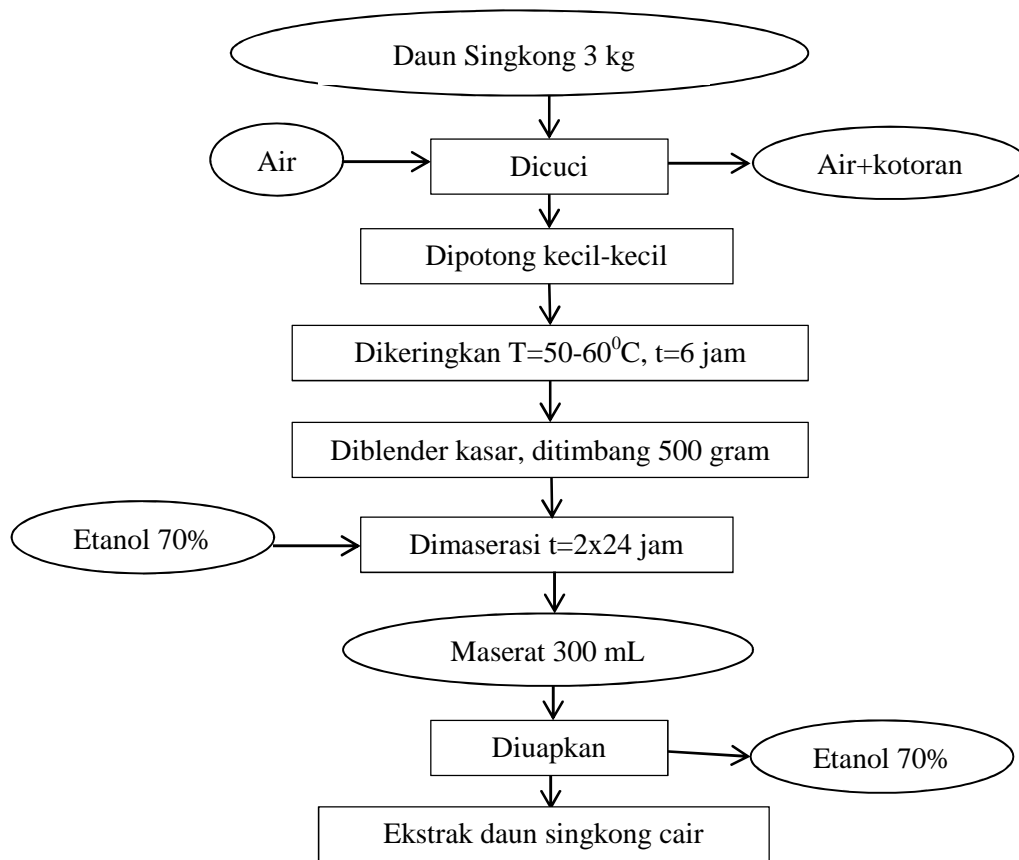 Daun Singkong 3 kg
Air
Dicuci
Air+kotoran
Dipotong kecil-kecil
Dikeringkan T=50-60⁰C, t=6 jam
Diblender kasar, ditimbang 500 gram
Etanol 70%
Dimaserasi t=2x24 jam
Maserat 300 mL
Diuapkan
Etanol 70%
Ekstrak daun singkong cair